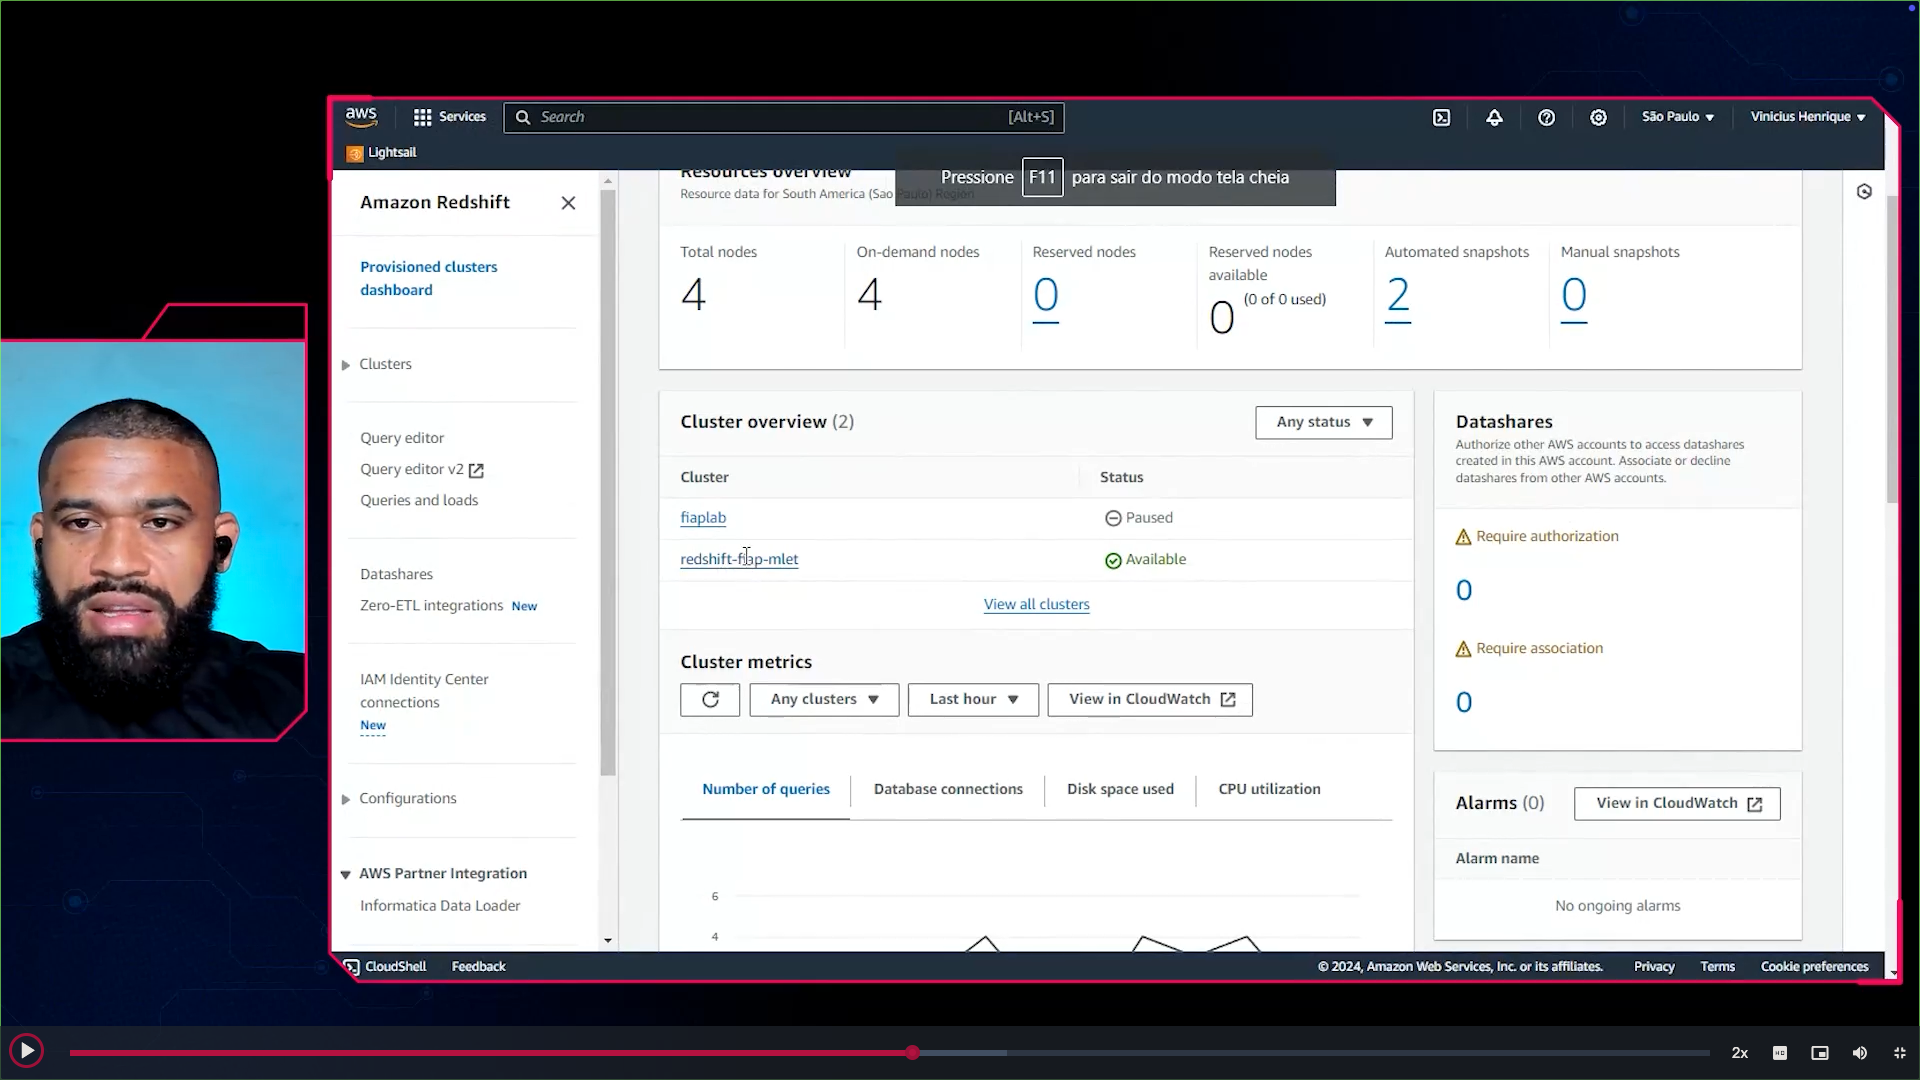 aws
Services
Search
[Alt+S]
São Paulo
Vinicius Henrique
Lightsail
Pressione F11 para sair do modo tela cheia
Amazon Redshift
Provisioned clusters
dashboard
Clusters
Query editor
Query editor v2
Queries and loads
Datashares
Zero-ETL integrations New
IAM Identity Center
connections
New
Configurations
AWS Partner Integration
Informatica Data Loader
Resources overview
Resource data for South America (Sao Paulo) Region
Total nodes
4
On-demand nodes
4
Reserved nodes
0
Reserved nodes
available
0 (0 of 0 used)
Automated snapshots
2
Manual snapshots
0
Cluster overview (2)
Any status
Cluster Status
fiaplab Paused
redshift-fiap-mlet Available
View all clusters
Cluster metrics
Any clusters
Last hour
View in CloudWatch
Number of queries
Database connections
Disk space used
CPU utilization
6
4
Datashares
Authorize other AWS accounts to access datashares
created in this AWS account. Associate or decline
datashares from other AWS accounts.
Require authorization
0
Require association
0
Alarms (0)
View in CloudWatch
Alarm name
No ongoing alarms
CloudShell
Feedback
© 2024, Amazon Web Services, Inc. or its affiliates.
Privacy
Terms
Cookie preferences
2x